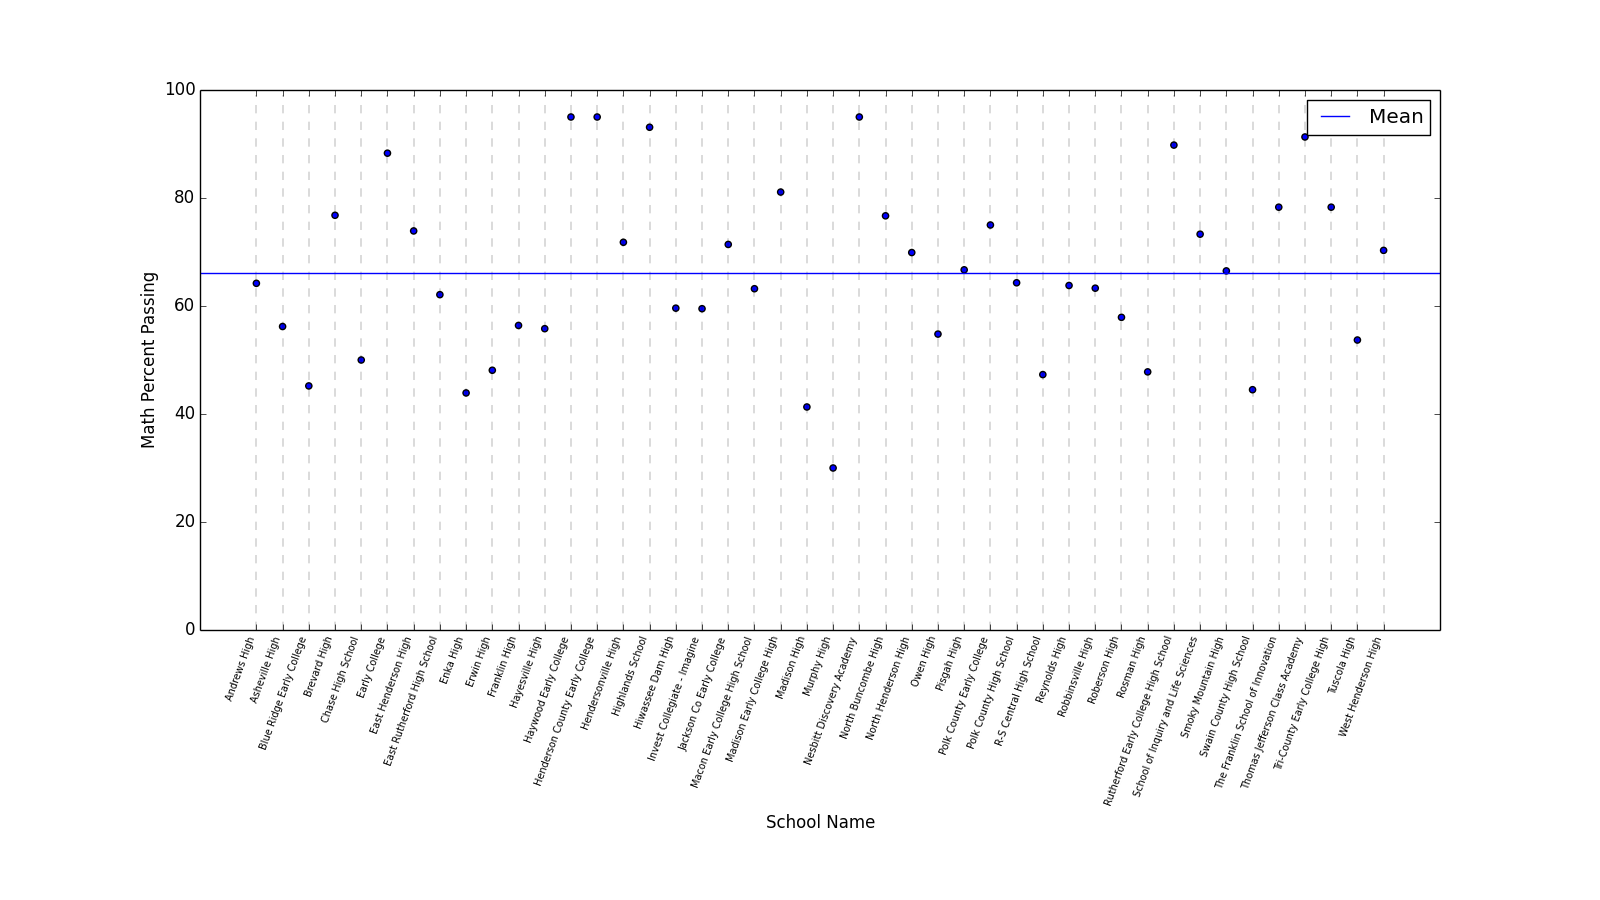 100
80
60
40
20
0
Math Percent Passing
Mean
Andrews High
Asheville High
Blue Ridge Early College
Brevard High
Chase High School
Early College
East Henderson High
East Rutherford High School
Enka High
Erwin High
Franklin High
Hayesville High
Haywood Early College
Henderson County Early College
Hendersonville High
Highlands School
Hiwassee Dam High
Invest Collegiate - Imagine
Jackson Co Early College
Macon Early College High School
Madison Early College High
Madison High
Murphy High
Nesbitt Discovery Academy
North Buncombe High
North Henderson High
Owen High
Pisgah High
Polk County Early College
Polk County High School
R-S Central High School
Reynolds High
Robbinsville High
Roberson High
Rosman High
Rutherford Early College High School
School of Inquiry and Life Sciences
Smoky Mountain High
Swain County High School
The Franklin School of Innovation
Thomas Jefferson Class Academy
Tri-County Early College High
Tuscola High
West Henderson High
School Name